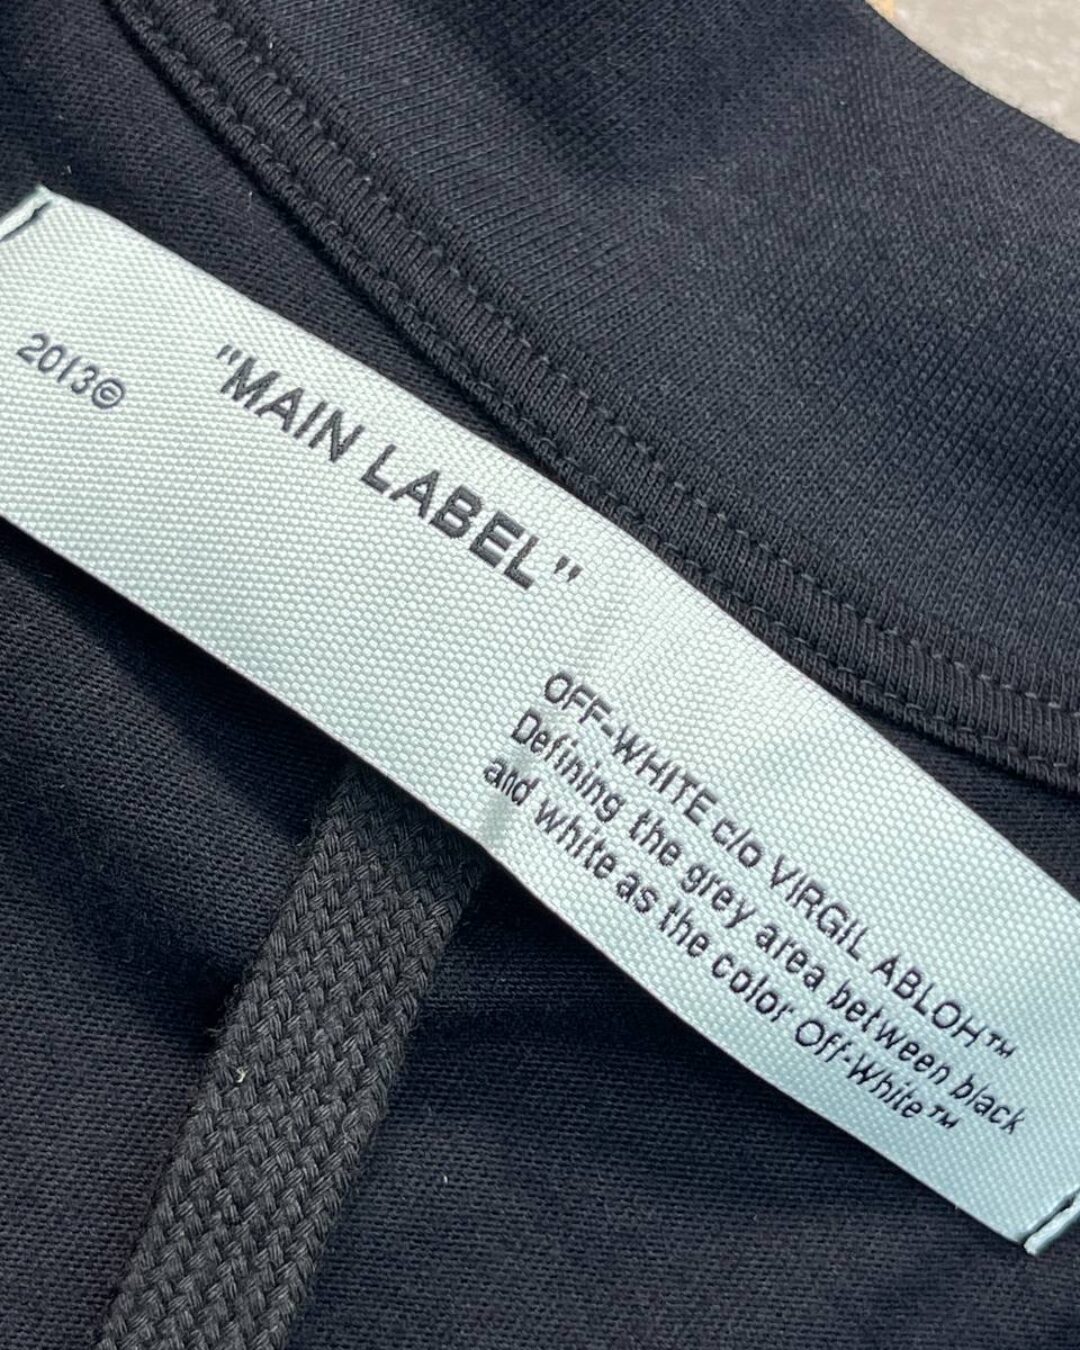 2013©
"MAIN LABEL"
OFF-WHITE c/o VIRGIL ABLOH™
Defining the grey area between black
and white as the color Off-White™